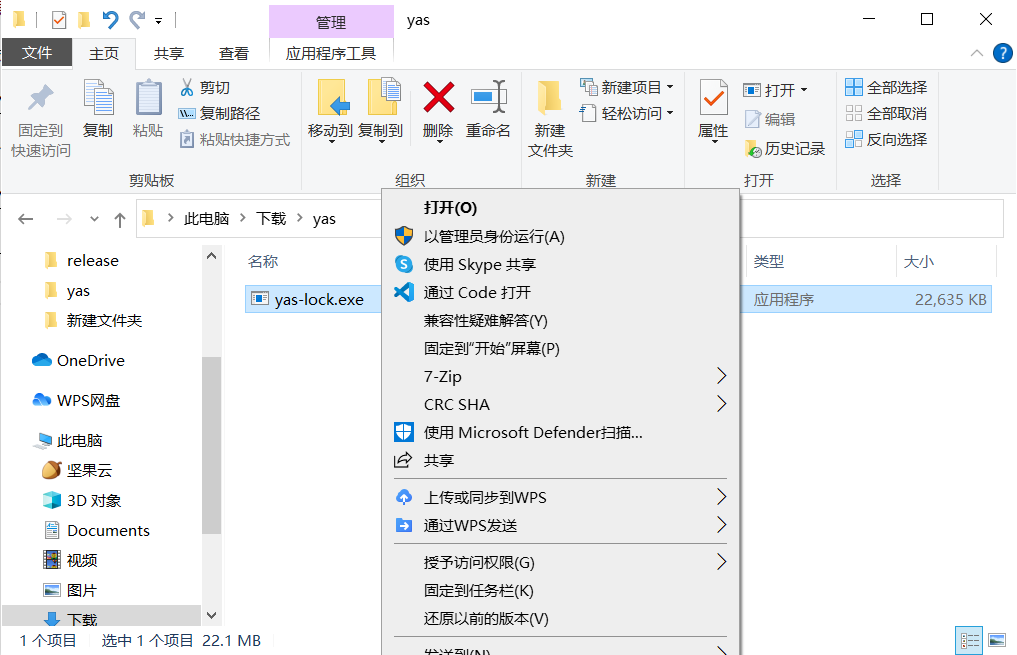 管理
yas
文件
主页
共享
查看
应用程序工具
固定到
快速访问
复制
粘贴
剪切
复制路径
粘贴快捷方式
移动到
复制到
删除
重命名
新建
文件夹
新建项目
轻松访问
属性
打开
编辑
历史记录
全部选择
全部取消
反向选择
剪贴板
组织
新建
打开
选择
此电脑
下载
yas
release
yas
新建文件夹
OneDrive
WPS网盘
此电脑
坚果云
3D 对象
Documents
视频
图片
下载
名称
类型
大小
yas-lock.exe
应用程序
22,635 KB
打开(O)
以管理员身份运行(A)
使用 Skype 共享
通过 Code 打开
兼容性疑难解答(Y)
固定到“开始”屏幕(P)
7-Zip
CRC SHA
使用 Microsoft Defender扫描...
共享
上传或同步到WPS
通过WPS发送
授予访问权限(G)
固定到任务栏(K)
还原以前的版本(V)
发送到(N)
1 个项目
选中 1 个项目
22.1 MB